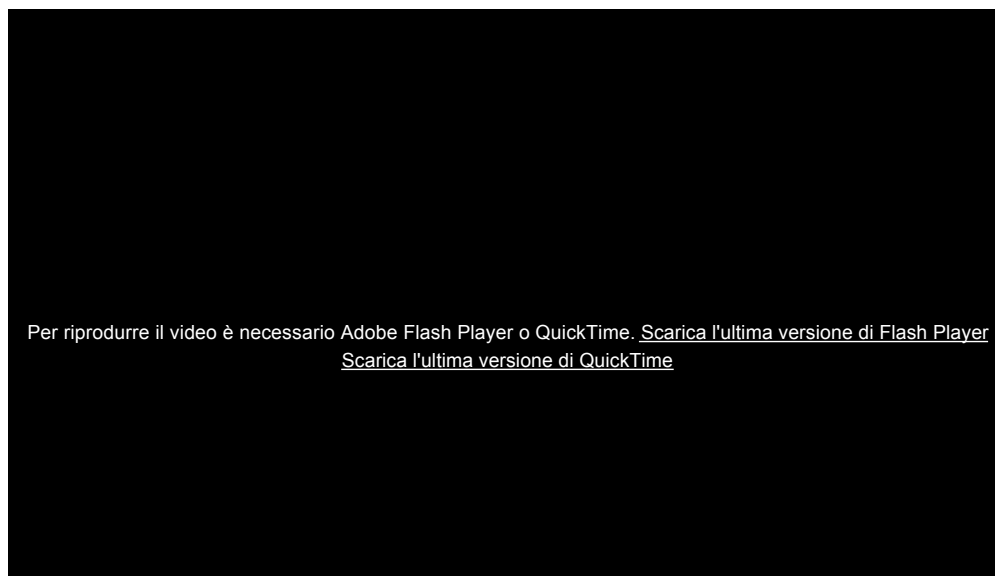 Per riprodurre il video è necessario Adobe Flash Player o QuickTime. Scarica l'ultima versione di Flash Player
Scarica l'ultima versione di QuickTime